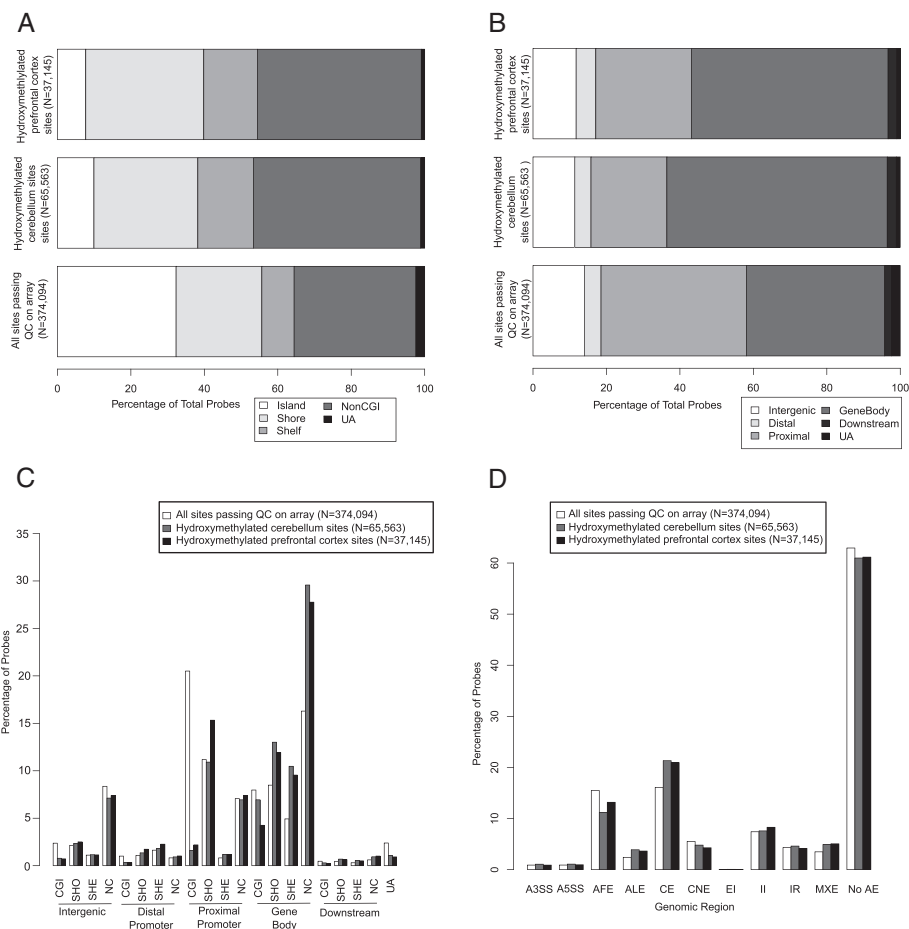 A
Hydroxymethlylated
prefrontal cortex
sites (N=37,145)
Hydroxymethlylated
cerebellum sites
sites (N=65,563)
All sites passing
QC on array
(N=374,094)
0 20 40 60 80 100
Percentage of Total Probes
Island
Shore
Shelf
NonCGI
UA
B
Hydroxymethlylated
prefrontal cortex
sites (N=37,145)
Hydroxymethlylated
cerebellum
sites (N=65,563 )
All sites passing
QC on array
(N=374,094)
0 20 40 60 80 100
Percentage of Total Probes
Intergenic
Distal
Proximal
GeneBody
Downstream
UA
C
All sites passing QC on array (N=374,094)
Hydroxymethylated cerebellum sites (N=65,563)
Hydroxymethylated prefrontal cortex sites (N=37,145)
Percentage of Probes
35
30
25
20
15
10
5
0
CGI SHO SHE NC CGI SHO SHE NC CGI SHO SHE NC CGI SHO SHE NC CGI SHO SHE NC UA
Intergenic
Distal
Promoter
Proximal
Promoter
Gene
Body
Downstream
D
All sites passing QC on array (N=374,094)
Hydroxymethylated cerebellum sites (N=65,563)
Hydroxymethylated prefrontal cortex sites (N=37,145)
Percentage of Probes
60
50
40
30
20
10
0
A3SS A5SS AFE ALE CE CNE EI II IR MXE No AE
Genomic Region